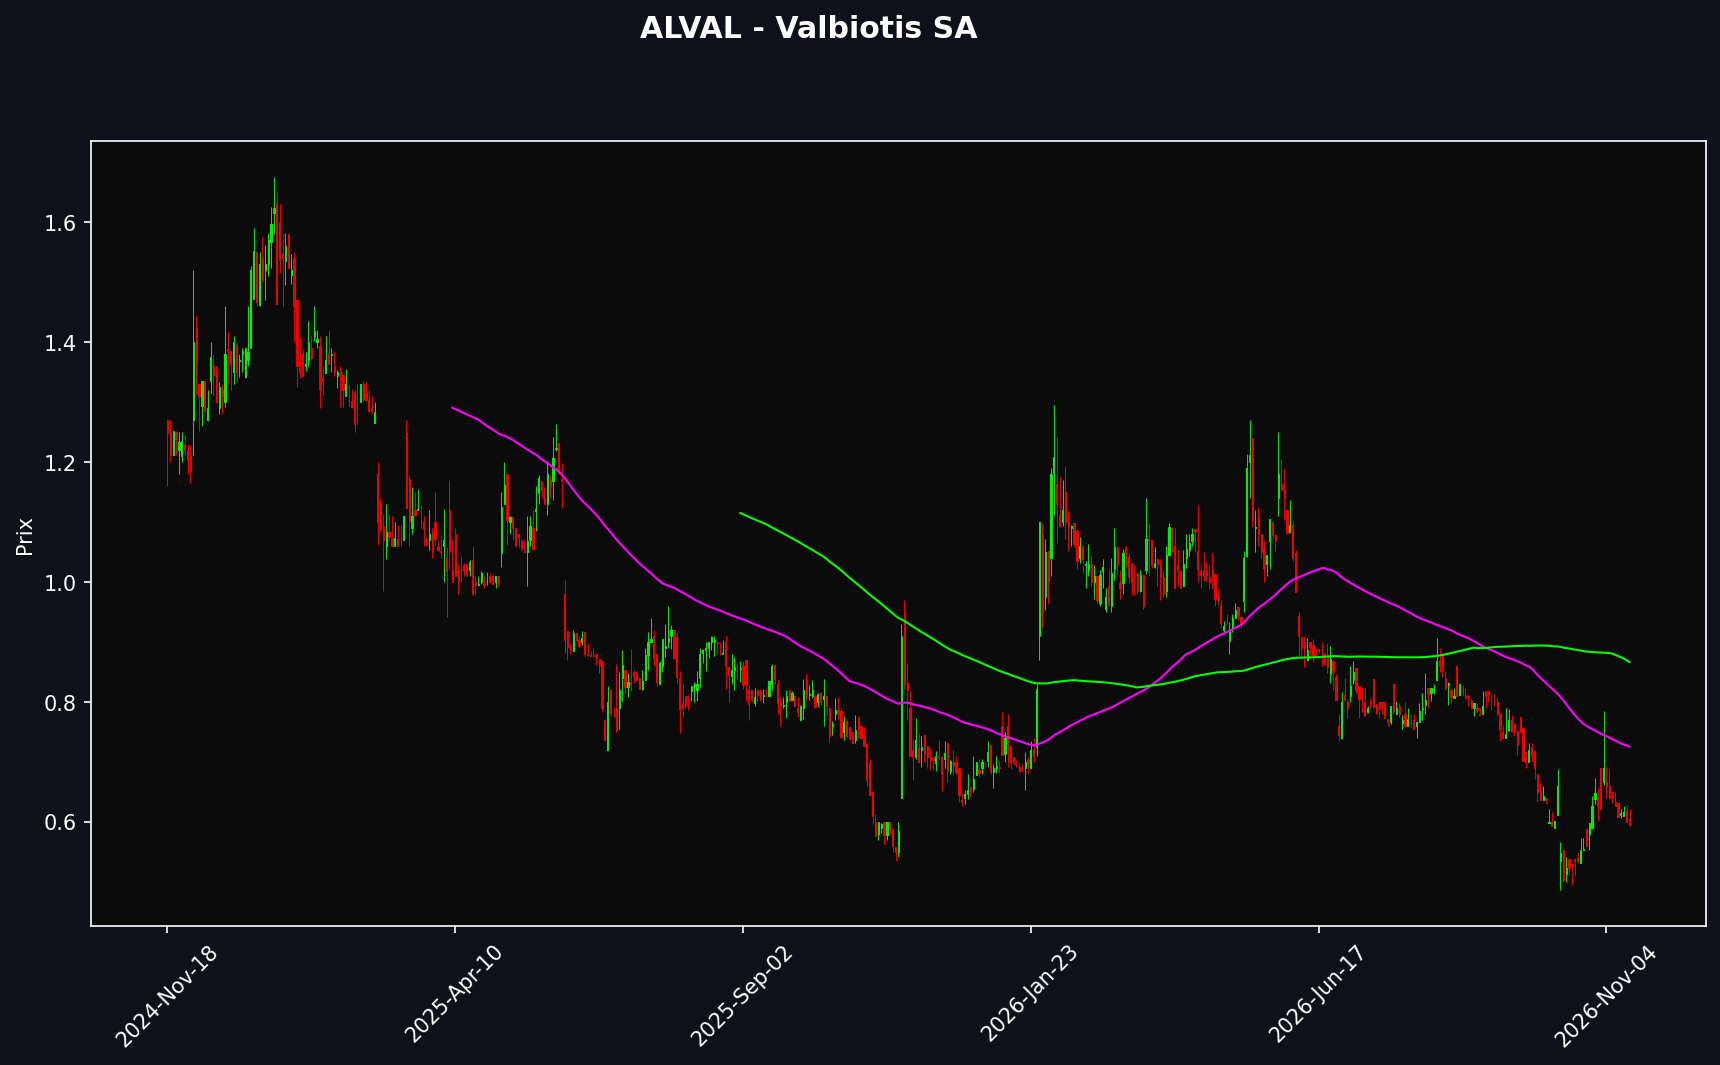 ALVAL - Valbiotis SA
Prix
1.6
1.4
1.2
1.0
0.8
0.6
2024-Nov-18
2025-Apr-10
2025-Sep-02
2026-Jan-23
2026-Jun-17
2026-Nov-04